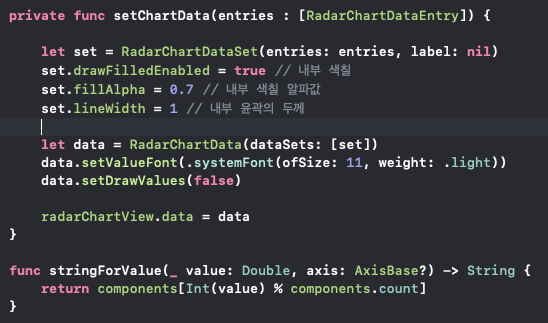 private func setChartData(entries : [RadarChartDataEntry]) {
let set = RadarChartDataSet(entries: entries, label: nil)
set.drawFilledEnabled = true // 내부 색칠
set.fillAlpha = 0.7 // 내부 색칠 알파값
set.lineWidth = 1 // 내부 윤곽의 두께
let data = RadarChartData(dataSets: [set])
data.setValueFont(.systemFont(ofSize: 11, weight: .light))
data.setDrawValues(false)
radarChartView.data = data
}
func stringForValue(_ value: Double, axis: AxisBase?) -> String {
return components[Int(value) % components.count]
}